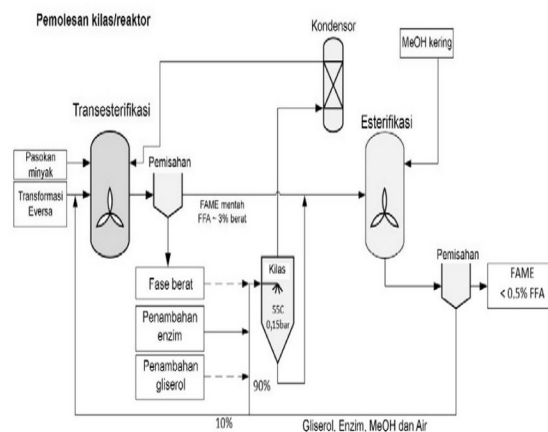 Pemolesan kilas/reaktor
Kondensor
MeOH kering
Transesterifikasi
Esterifikasi
Pasokan
minyak
Pemisahan
Transformasi
Eversa
FAME mentah
FFA ~ 3% berat
Pemisahan
Fase berat
Kilas
FAME
< 0,5% FFA
SSC
0,15bar
Penambahan
enzim
Penambahan
gliserol
90%
10%
Gliserol, Enzim, MeOH dan Air